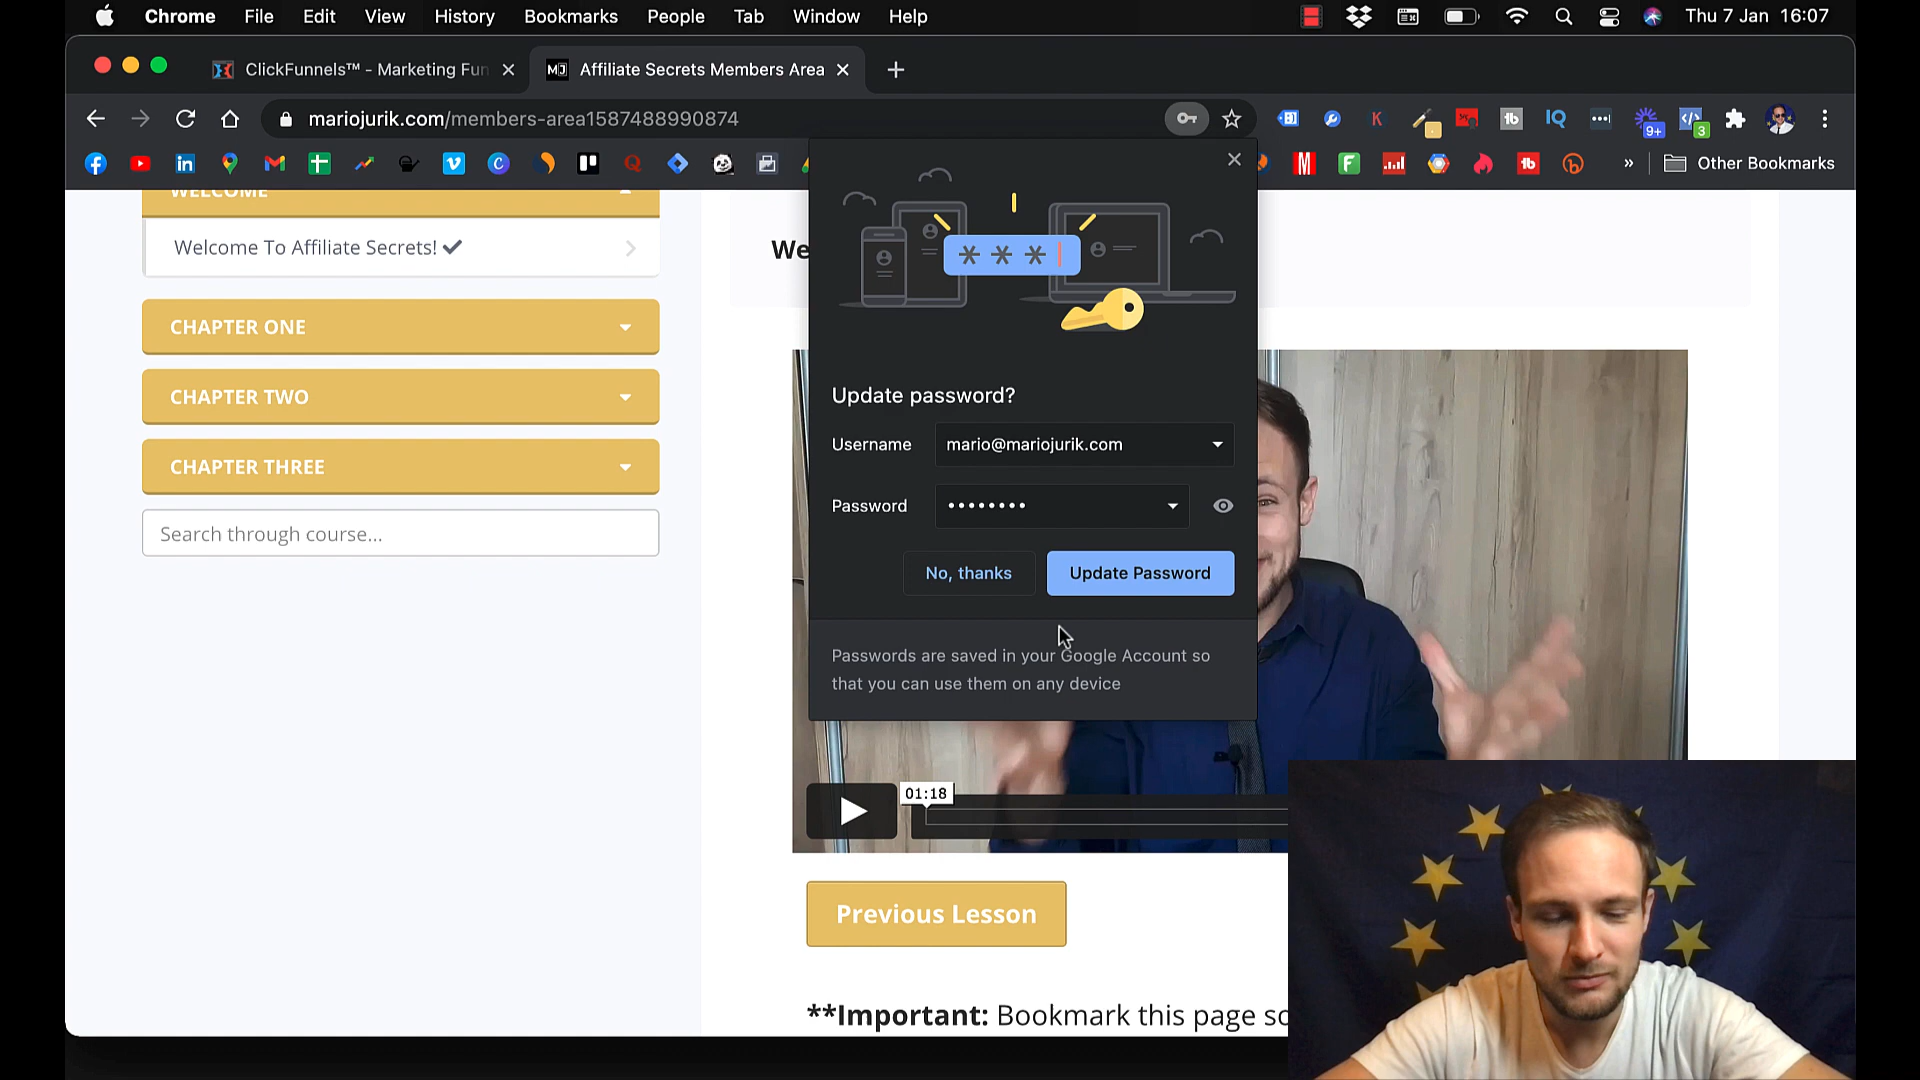 Chrome File Edit View History Bookmarks People Tab Window Help Thu 7 Jan 16:07
ClickFunnels™ - Marketing Fun
Affiliate Secrets Members Area
mariojurik.com/members-area1587488990874
9+
3
Other Bookmarks
WELCOME
Welcome To Affiliate Secrets!
CHAPTER ONE
CHAPTER TWO
CHAPTER THREE
Search through course...
We
* * *
Update password?
Username mario@mariojurik.com
Password ••••••••
No, thanks Update Password
Passwords are saved in your Google Account so
that you can use them on any device
01:18
Previous Lesson
**Important: Bookmark this page so